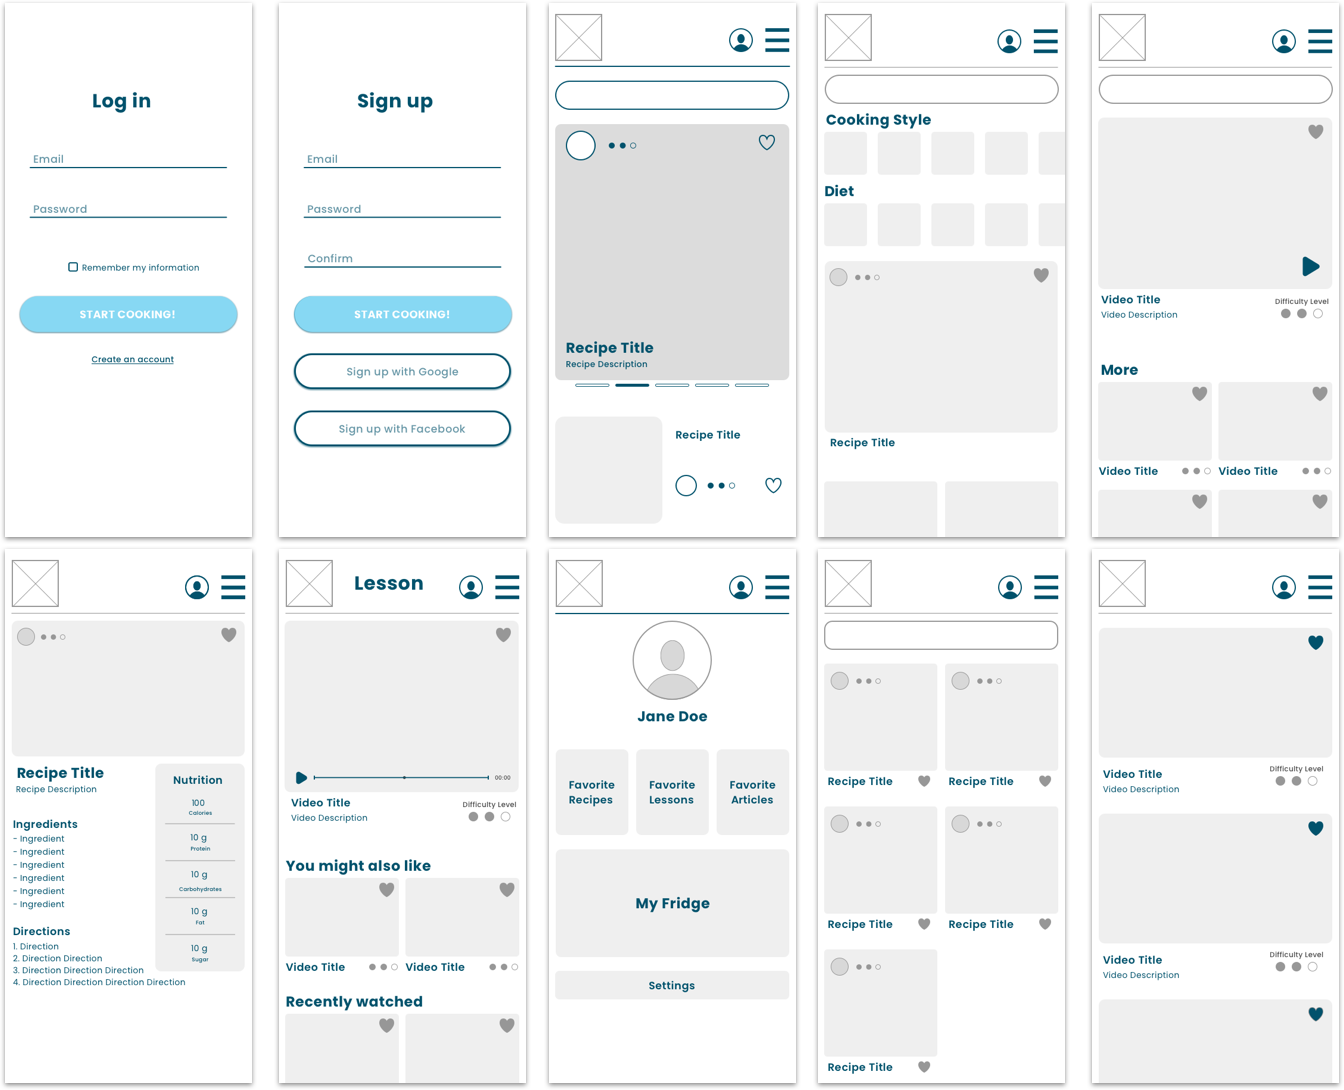 Log in
Email
Password
Remember my information
START COOKING!
Create an account
Sign up
Email
Password
Confirm
START COOKING!
Sign up with Google
Sign up with Facebook
Recipe Title
Recipe Description
Recipe Title
Cooking Style
Diet
Recipe Title
Video Title
Difficulty Level
Video Description
More
Video Title
Video Title
Recipe Title
Recipe Description
Ingredients
- Ingredient
- Ingredient
- Ingredient
- Ingredient
- Ingredient
- Ingredient
Directions
1. Direction
2. Direction Direction
3. Direction Direction Direction
4. Direction Direction Direction Direction
Nutrition
100
Calories
10 g
Protein
10 g
Carbohydrates
10 g
Fat
10 g
Sugar
Lesson
00:00
Video Title
Difficulty Level
Video Description
You might also like
Video Title
Video Title
Recently watched
Jane Doe
Favorite
Recipes
Favorite
Lessons
Favorite
Articles
My Fridge
Settings
Recipe Title
Recipe Title
Recipe Title
Recipe Title
Recipe Title
Video Title
Difficulty Level
Video Description
Video Title
Difficulty Level
Video Description